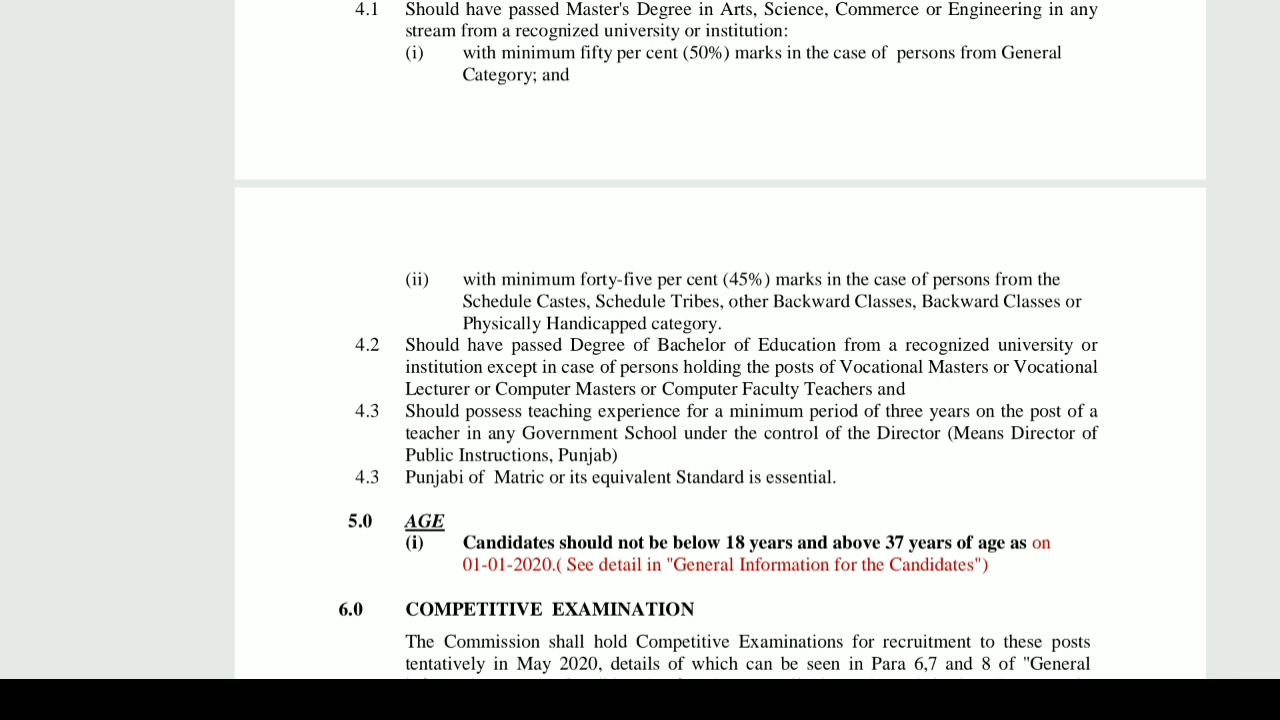 4.1 Should have passed Master's Degree in Arts, Science, Commerce or Engineering in any
stream from a recognized university or institution:
(i) with minimum fifty per cent (50%) marks in the case of persons from General
Category; and
(ii) with minimum forty-five per cent (45%) marks in the case of persons from the
Schedule Castes, Schedule Tribes, other Backward Classes, Backward Classes or
Physically Handicapped category.
4.2 Should have passed Degree of Bachelor of Education from a recognized university or
institution except in case of persons holding the posts of Vocational Masters or Vocational
Lecturer or Computer Masters or Computer Faculty Teachers and
4.3 Should possess teaching experience for a minimum period of three years on the post of a
teacher in any Government School under the control of the Director (Means Director of
Public Instructions, Punjab)
4.3 Punjabi of Matric or its equivalent Standard is essential.
5.0 AGE
(i) Candidates should not be below 18 years and above 37 years of age as on
01-01-2020.( See detail in "General Information for the Candidates")
6.0 COMPETITIVE EXAMINATION
The Commission shall hold Competitive Examinations for recruitment to these posts
tentatively in May 2020, details of which can be seen in Para 6,7 and 8 of "General